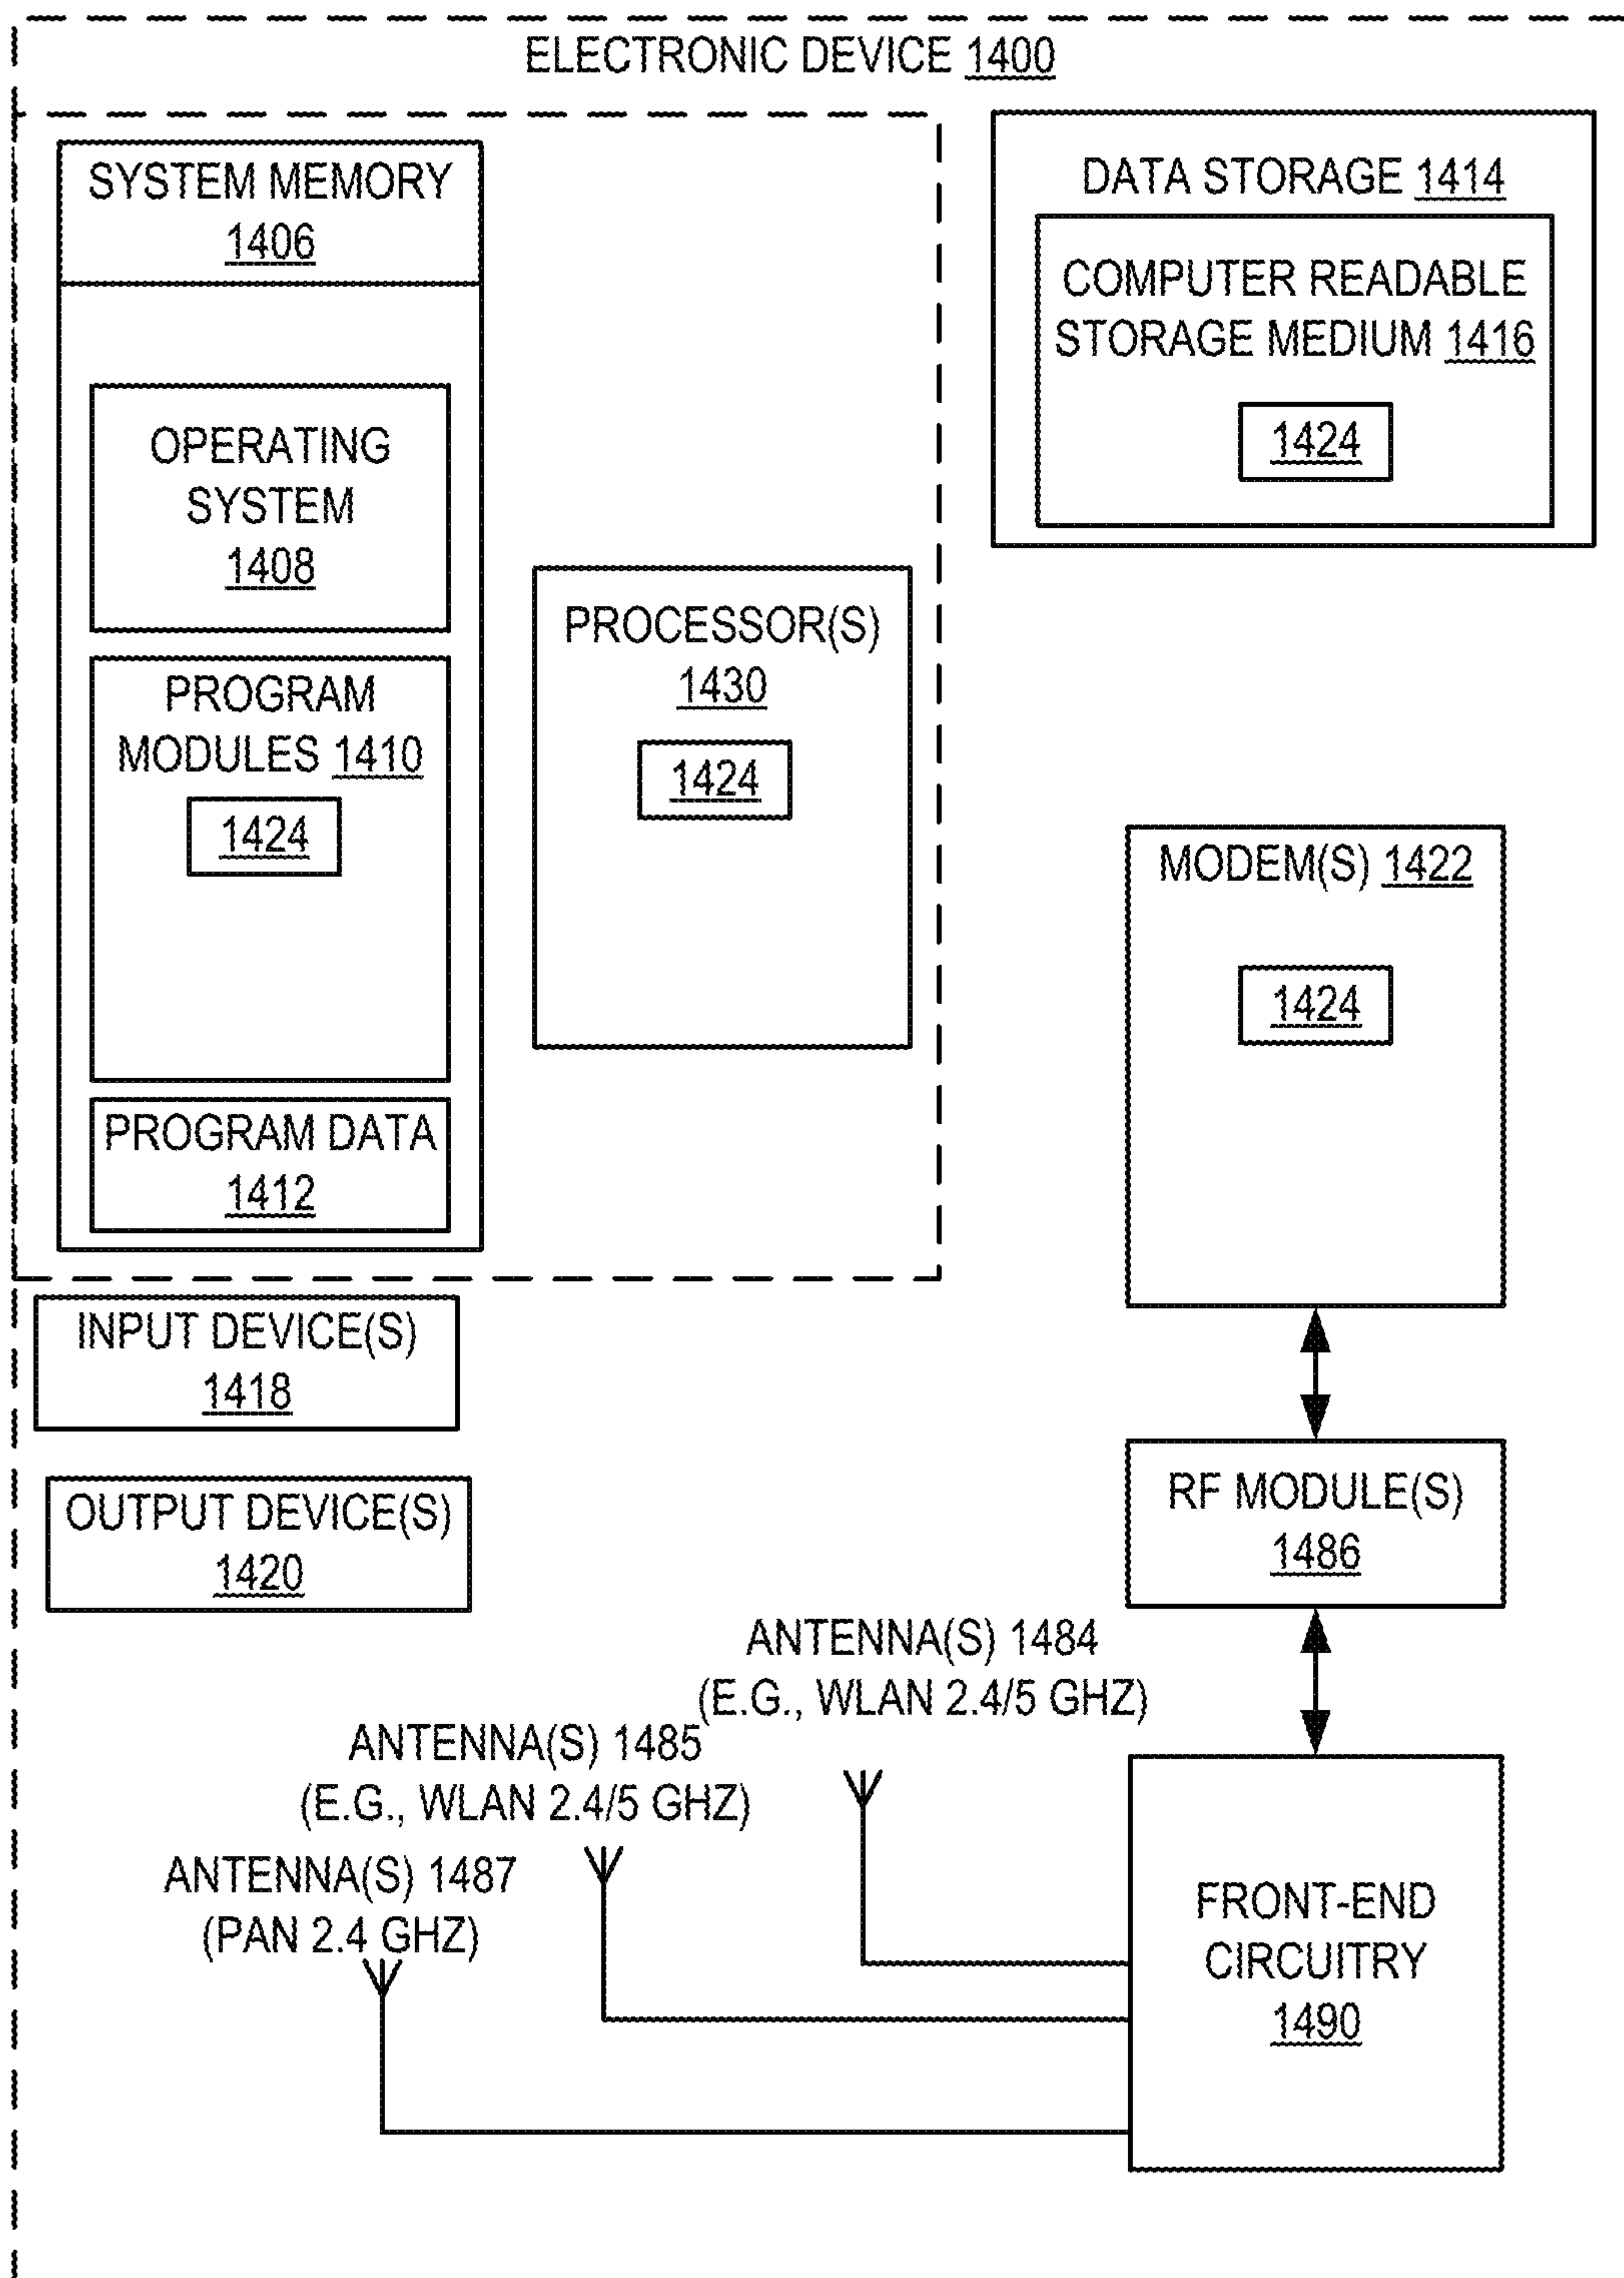 ELECTRONIC DEVICE 1400
SYSTEM MEMORY
1406
OPERATING
SYSTEM
1408
PROGRAM
MODULES 1410
1424
PROGRAM DATA
1412
PROCESSOR(S)
1430
1424
DATA STORAGE 1414
COMPUTER READABLE
STORAGE MEDIUM 1416
1424
MODEM(S) 1422
1424
INPUT DEVICE(S)
1418
OUTPUT DEVICE(S)
1420
RF MODULE(S)
1486
ANTENNA(S) 1484
(E.G., WLAN 2.4/5 GHZ)
ANTENNA(S) 1485
(E.G., WLAN 2.4/5 GHZ)
ANTENNA(S) 1487
(PAN 2.4 GHZ)
FRONT-END
CIRCUITRY
1490